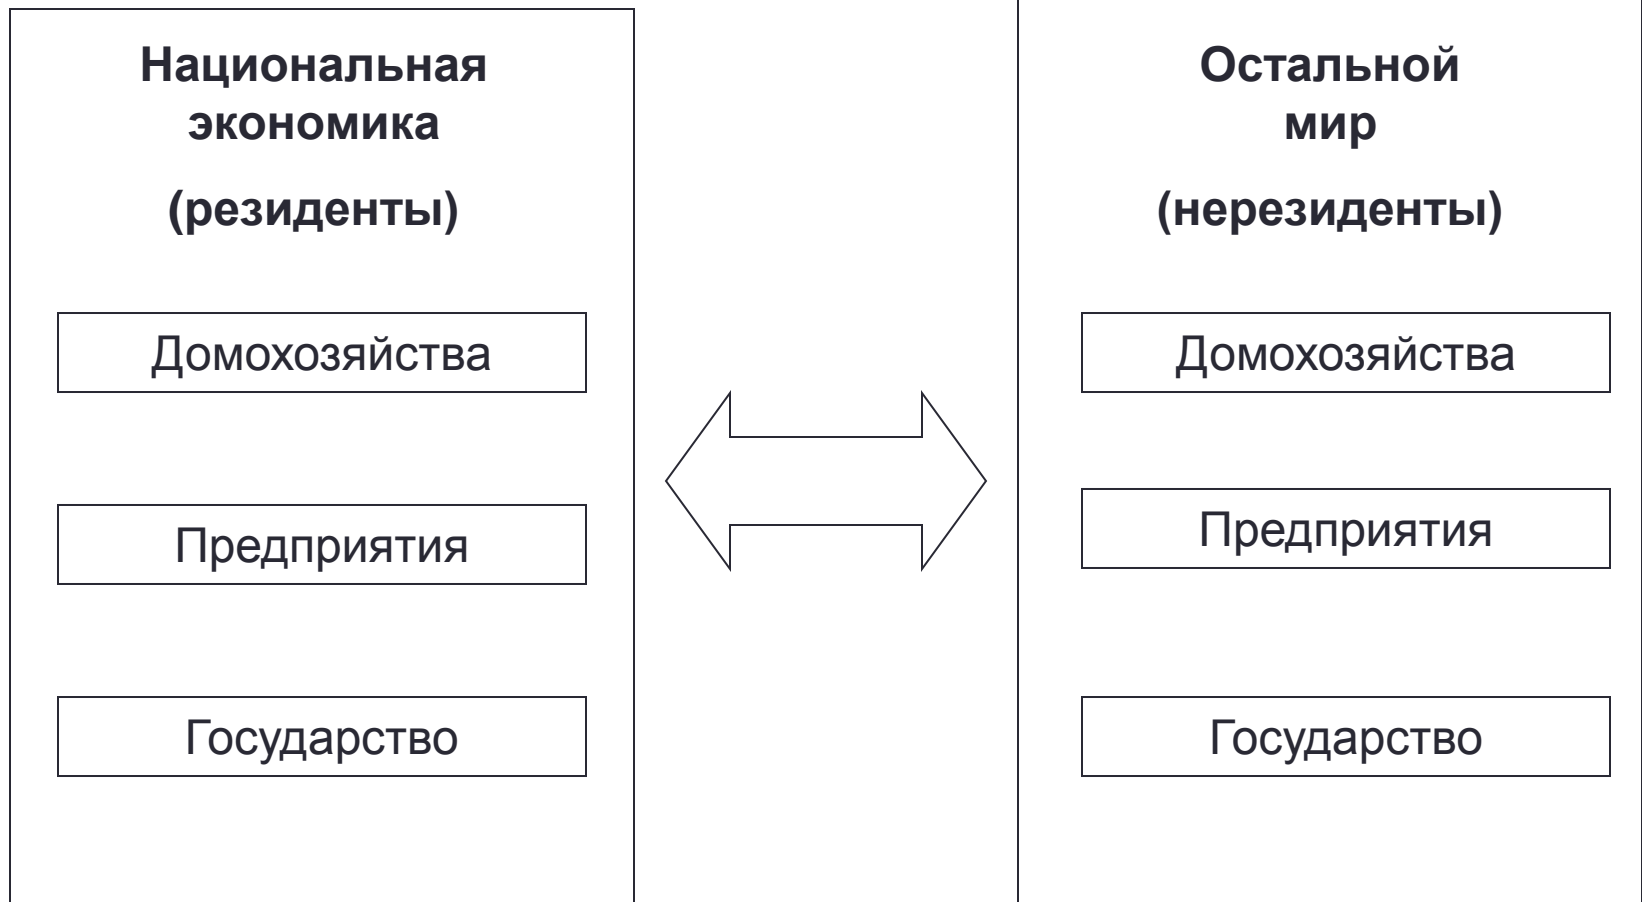 Национальная
экономика
(резиденты)
Домохозяйства
Предприятия
Государство
Остальной
мир
(нерезиденты)
Домохозяйства
Предприятия
Государство